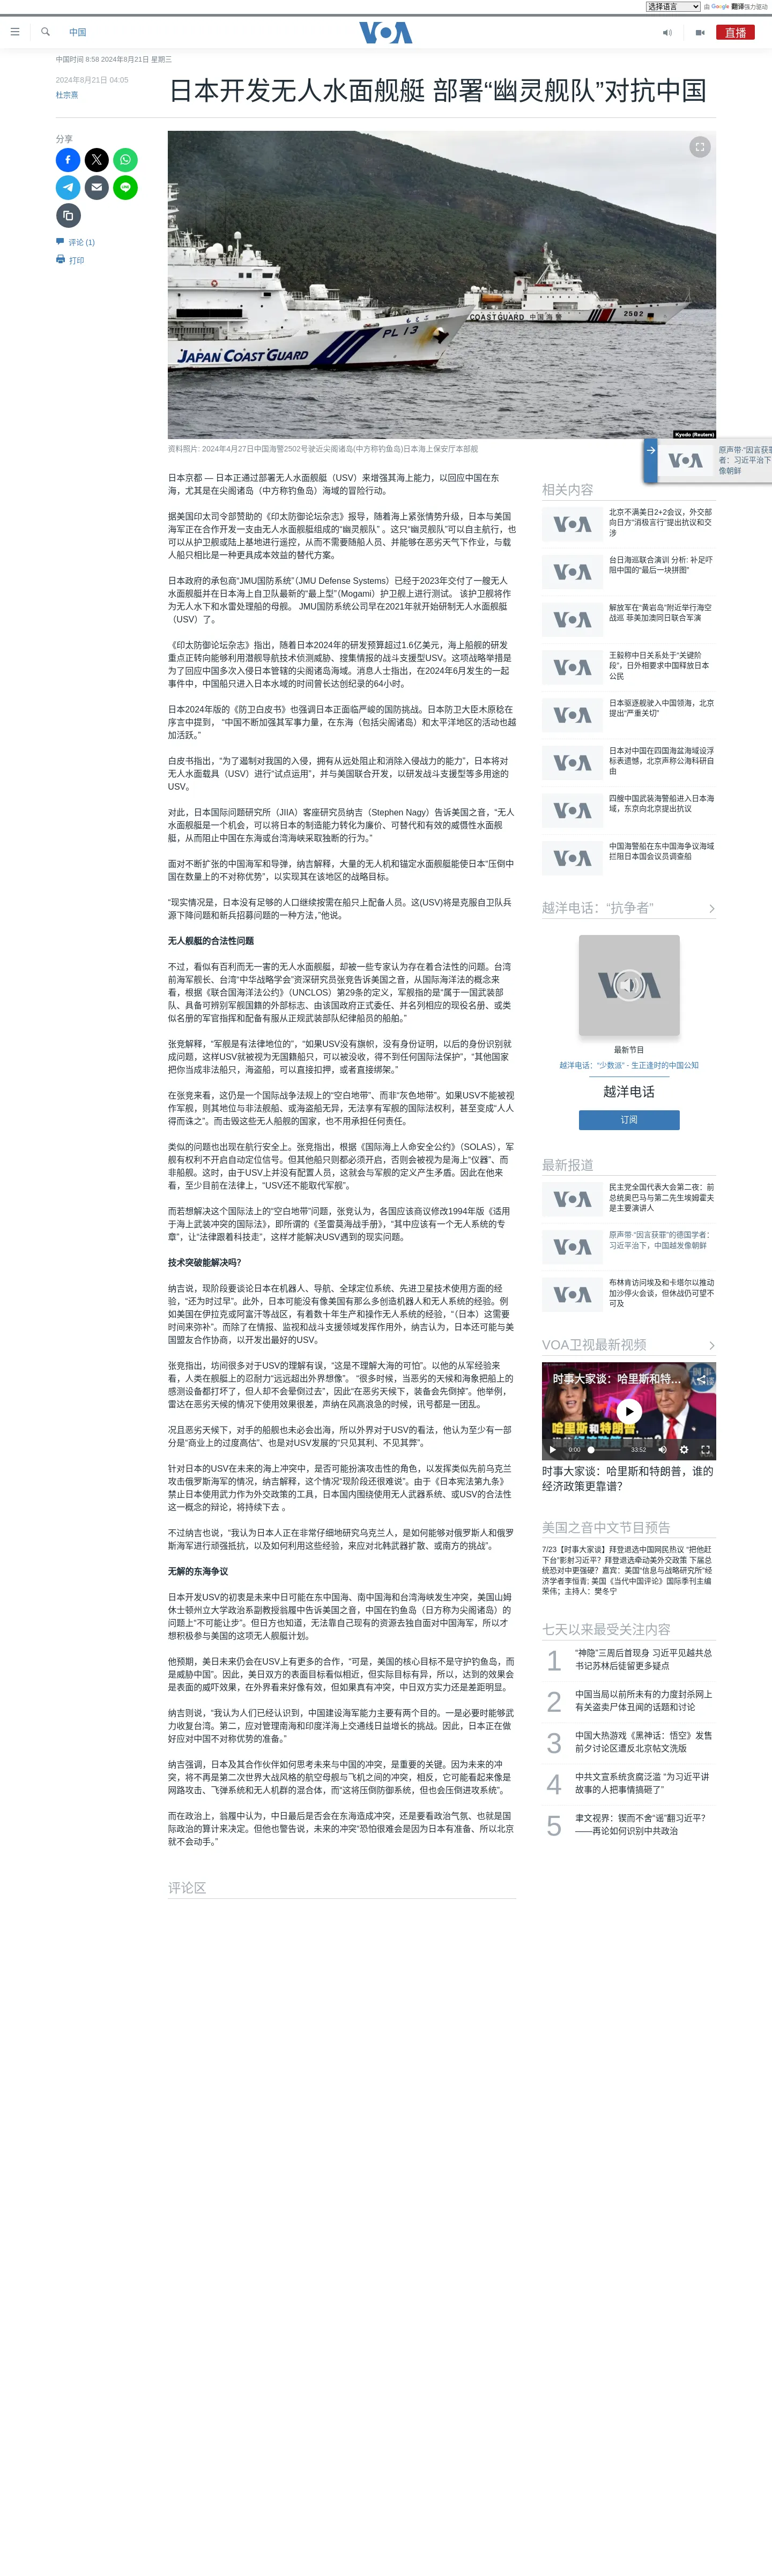 选择语言
由 Google 翻译强力驱动
中国
VOA
直播
中国时间 8:58 2024年8月21日 星期三
2024年8月21日 04:05
杜宗熹
日本开发无人水面舰艇 部署“幽灵舰队”对抗中国
分享
评论 (1)
打印
JAPAN COAST GUARD
PL 13
COASTGUARD 中国海警
2502
Kyodo (Reuters)
资料照片: 2024年4月27日中国海警2502号驶近尖阁诸岛(中方称钓鱼岛)日本海上保安厅本部舰
日本京都 — 日本正通过部署无人水面舰艇（USV）来增强其海上能力，以回应中国在东
海，尤其是在尖阁诸岛（中方称钓鱼岛）海域的冒险行动。
据美国印太司令部赞助的《印太防御论坛杂志》报导，随着海上紧张情势升级，日本与美国
海军正在合作开发一支由无人水面舰艇组成的“幽灵舰队” 。这只“幽灵舰队”可以自主航行，也
可以从护卫舰或陆上基地进行遥控，从而不需要随船人员、并能够在恶劣天气下作业，与载
人船只相比是一种更具成本效益的替代方案。
日本政府的承包商“JMU国防系统”（JMU Defense Systems）已经于2023年交付了一艘无人
水面舰艇并在日本海上自卫队最新的“最上型”（Mogami）护卫舰上进行测试。 该护卫舰将作
为无人水下和水雷处理船的母舰。 JMU国防系统公司早在2021年就开始研制无人水面舰艇
（USV）了。
《印太防御论坛杂志》指出，随着日本2024年的研发预算超过1.6亿美元，海上船舰的研发
重点正转向能够利用潜舰导航技术侦测威胁、搜集情报的战斗支援型USV。这项战略举措是
为了回应中国多次入侵日本管辖的尖阁诸岛海域。消息人士指出，在2024年6月发生的一起
事件中，中国船只进入日本水域的时间曾长达创纪录的64小时。
日本2024年版的《防卫白皮书》也强调日本正面临严峻的国防挑战。日本防卫大臣木原稔在
序言中提到， “中国不断加强其军事力量，在东海（包括尖阁诸岛）和太平洋地区的活动也越
加活跃。”
白皮书指出，“为了遏制对我国的入侵，拥有从远处阻止和消除入侵战力的能力”，日本将对
无人水面载具（USV）进行“试点运用”，并与美国联合开发，以研发战斗支援型等多用途的
USV。
对此，日本国际问题研究所（JIIA）客座研究员纳吉（Stephen Nagy）告诉美国之音，“无人
水面舰艇是一个机会，可以将日本的制造能力转化为廉价、可替代和有效的威慑性水面舰
艇，从而阻止中国在东海或台湾海峡采取独断的行为。”
面对不断扩张的中国海军和导弹，纳吉解释，大量的无人机和锚定水面舰艇能使日本“压倒中
国在数量上的不对称优势”，以实现其在该地区的战略目标。
“现实情况是，日本没有足够的人口继续按需在船只上配备人员。这(USV)将是克服自卫队兵
源下降问题和新兵招募问题的一种方法，”他说。
无人舰艇的合法性问题
不过，看似有百利而无一害的无人水面舰艇，却被一些专家认为存在着合法性的问题。台湾
前海军舰长、台湾“中华战略学会”资深研究员张竞告诉美国之音，从国际海洋法的概念来
看，根据《联合国海洋法公约》（UNCLOS）第29条的定义，军舰指的是“属于一国武装部
队、具备可辨别军舰国籍的外部标志、由该国政府正式委任、并名列相应的现役名册、或类
似名册的军官指挥和配备有服从正规武装部队纪律船员的船舶。”
张竞解释，“军舰是有法律地位的”，“如果USV没有旗帜，没有身份证明，以后的身份识别就
成问题，这样USV就被视为无国籍船只，可以被没收，得不到任何国际法保护”，“其他国家
把你当成非法船只，海盗船，可以直接扣押，或者直接绑架。”
在张竞来看，这仍是一个国际战争法规上的“空白地带”、而非“灰色地带”。如果USV不能被视
作军舰，则其地位与非法舰船、或海盗船无异，无法享有军舰的国际法权利，甚至变成“人人
得而诛之”。而击毁这些无人船舰的国家，也不用承担任何责任。
类似的问题也出现在航行安全上。张竞指出，根据《国际海上人命安全公约》（SOLAS），军
舰有权利不开启自动定位信号。但其他船只则都必须开启，否则会被视为是海上“仪器”、而
非船舰。这时，由于USV上并没有配置人员，这就会与军舰的定义产生矛盾。因此在他来
看，至少目前在法律上，“USV还不能取代军舰”。
而若想解决这个国际法上的“空白地带”问题，张竞认为，各国应该商议修改1994年版《适用
于海上武装冲突的国际法》，即所谓的《圣雷莫海战手册》，“其中应该有一个无人系统的专
章”，让“法律跟着科技走”，这样才能解决USV遇到的现实问题。
技术突破能解决吗？
纳吉说，现阶段要谈论日本在机器人、导航、全球定位系统、先进卫星技术使用方面的经
验，“还为时过早”。此外，日本可能没有像美国有那么多创造机器人和无人系统的经验。例
如美国在伊拉克或阿富汗等战区，有着数十年生产和操作无人系统的经验，“（日本）这需要
时间来弥补”。而除了在情报、监视和战斗支援领域发挥作用外，纳吉认为，日本还可能与美
国盟友合作协商，以开发出最好的USV。
张竞指出，坊间很多对于USV的理解有误，“这是不理解大海的可怕”。以他的从军经验来
看，人类在舰艇上的忍耐力“远远超出外界想像”。 “很多时候，当恶劣的天候和海象把船上的
感测设备都打坏了，但人却不会晕倒过去”，因此“在恶劣天候下，装备会先倒掉”。他举例，
雷达在恶劣天候的情况下使用效果很差，声纳在风高浪急的时候，讯号都是一团乱。
况且恶劣天候下，对手的船舰也未必会出海，所以外界对于USV的看法，他认为至少有一部
分是“商业上的过度高估”、也是对USV发展的“只见其利、不见其弊”。
针对日本的USV在未来的海上冲突中，是否可能扮演攻击性的角色，以发挥类似先前乌克兰
攻击俄罗斯海军的情况，纳吉解释，这个情况“现阶段还很难说”。由于《日本宪法第九条》
禁止日本使用武力作为外交政策的工具，日本国内围绕使用无人武器系统、或USV的合法性
这一概念的辩论，将持续下去 。
不过纳吉也说，“我认为日本人正在非常仔细地研究乌克兰人，是如何能够对俄罗斯人和俄罗
斯海军进行顽强抵抗，以及如何利用这些经验，来应对北韩武器扩散、或南方的挑战”。
无解的东海争议
日本开发USV的初衷是未来中日可能在东中国海、南中国海和台湾海峡发生冲突，美国山姆
休士顿州立大学政治系副教授翁履中告诉美国之音，中国在钓鱼岛（日方称为尖阁诸岛）的
问题上“不可能让步”。但日方也知道，无法靠自己现有的资源去独自面对中国海军，所以才
想积极参与美国的这项无人舰艇计划。
他预期，美日未来仍会在USV上有更多的合作，“可是，美国的核心目标不是守护钓鱼岛，而
是威胁中国”。因此，美日双方的表面目标看似相近，但实际目标有异，所以，达到的效果会
是表面的威吓效果，在外界看来好像有效，但如果真有冲突，中日双方实力还是差距明显。
纳吉则说，“我认为人们已经认识到，中国建设海军能力主要有两个目的。一是必要时能够武
力收复台湾。第二，应对管理南海和印度洋海上交通线日益增长的挑战。因此，日本正在做
好应对中国不对称优势的准备。”
纳吉强调，日本及其合作伙伴如何思考未来与中国的冲突，是重要的关键。因为未来的冲
突，将不再是第二次世界大战风格的航空母舰与飞机之间的冲突，相反，它可能看起来像是
网路攻击、飞弹系统和无人机群的混合体，而“这将压倒防御系统，但也会压倒进攻系统”。
而在政治上，翁履中认为，中日最后是否会在东海造成冲突，还是要看政治气氛、也就是国
际政治的算计来决定。但他也警告说，未来的冲突“恐怕很难会是因为日本有准备、所以北京
就不会动手。”
评论区
原声带-“因言获罪
者：习近平治下
像朝鲜
相关内容
北京不满美日2+2会议，外交部
向日方“消极言行”提出抗议和交
涉
台日海巡联合演训 分析: 补足吓
阻中国的“最后一块拼图”
解放军在“黄岩岛”附近举行海空
战巡 菲美加澳同日联合军演
王毅称中日关系处于“关键阶
段”，日外相要求中国释放日本
公民
日本驱逐舰驶入中国领海，北京
提出“严重关切”
日本对中国在四国海盆海域设浮
标表遗憾，北京声称公海科研自
由
四艘中国武装海警船进入日本海
域，东京向北京提出抗议
中国海警船在东中国海争议海域
拦阻日本国会议员调查船
越洋电话：“抗争者”
最新节目
越洋电话：“少数派” - 生正逢时的中国公知
越洋电话
订阅
最新报道
民主党全国代表大会第二夜：前
总统奥巴马与第二先生埃姆霍夫
是主要演讲人
原声带-“因言获罪”的德国学者：
习近平治下，中国越发像朝鲜
布林肯访问埃及和卡塔尔以推动
加沙停火会谈，但休战仍可望不
可及
VOA卫视最新视频
时事大家谈：哈里斯和特…
哈里斯和特朗普，
0:00
33:52
时事大家谈：哈里斯和特朗普，谁的
经济政策更靠谱？
美国之音中文节目预告
7/23【时事大家谈】拜登退选中国网民热议 “把他赶
下台”影射习近平？拜登退选牵动美外交政策 下届总
统恐对中更强硬？嘉宾：美国“信息与战略研究所”经
济学者李恒青; 美国《当代中国评论》国际季刊主编
荣伟；主持人：樊冬宁
七天以来最受关注内容
1
“神隐”三周后首现身 习近平见越共总
书记苏林后徒留更多疑点
2
中国当局以前所未有的力度封杀网上
有关盗卖尸体丑闻的话题和讨论
3
中国大热游戏《黑神话：悟空》发售
前夕讨论区遭反北京帖文洗版
4
中共文宣系统贪腐泛滥 “为习近平讲
故事的人把事情搞砸了”
5
聿文视界：锲而不舍“谣”翻习近平？
——再论如何识别中共政治